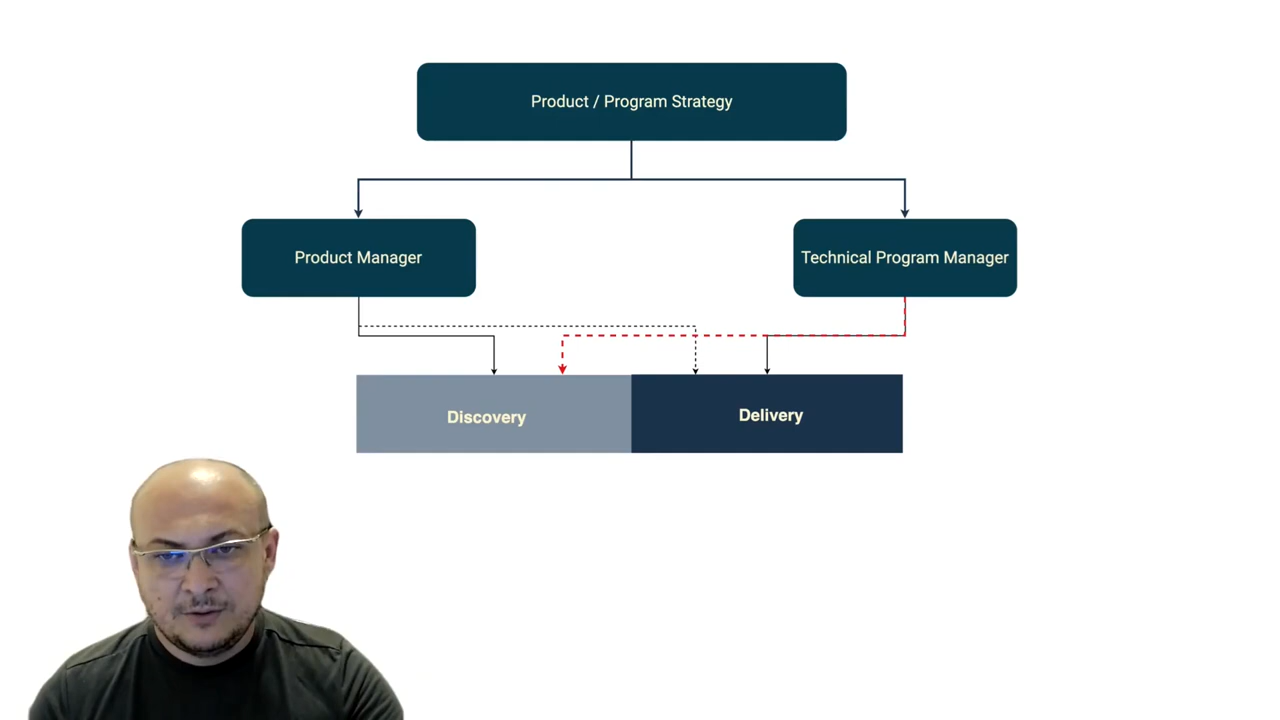 Product / Program Strategy
Product Manager
Technical Program Manager
Discovery
Delivery